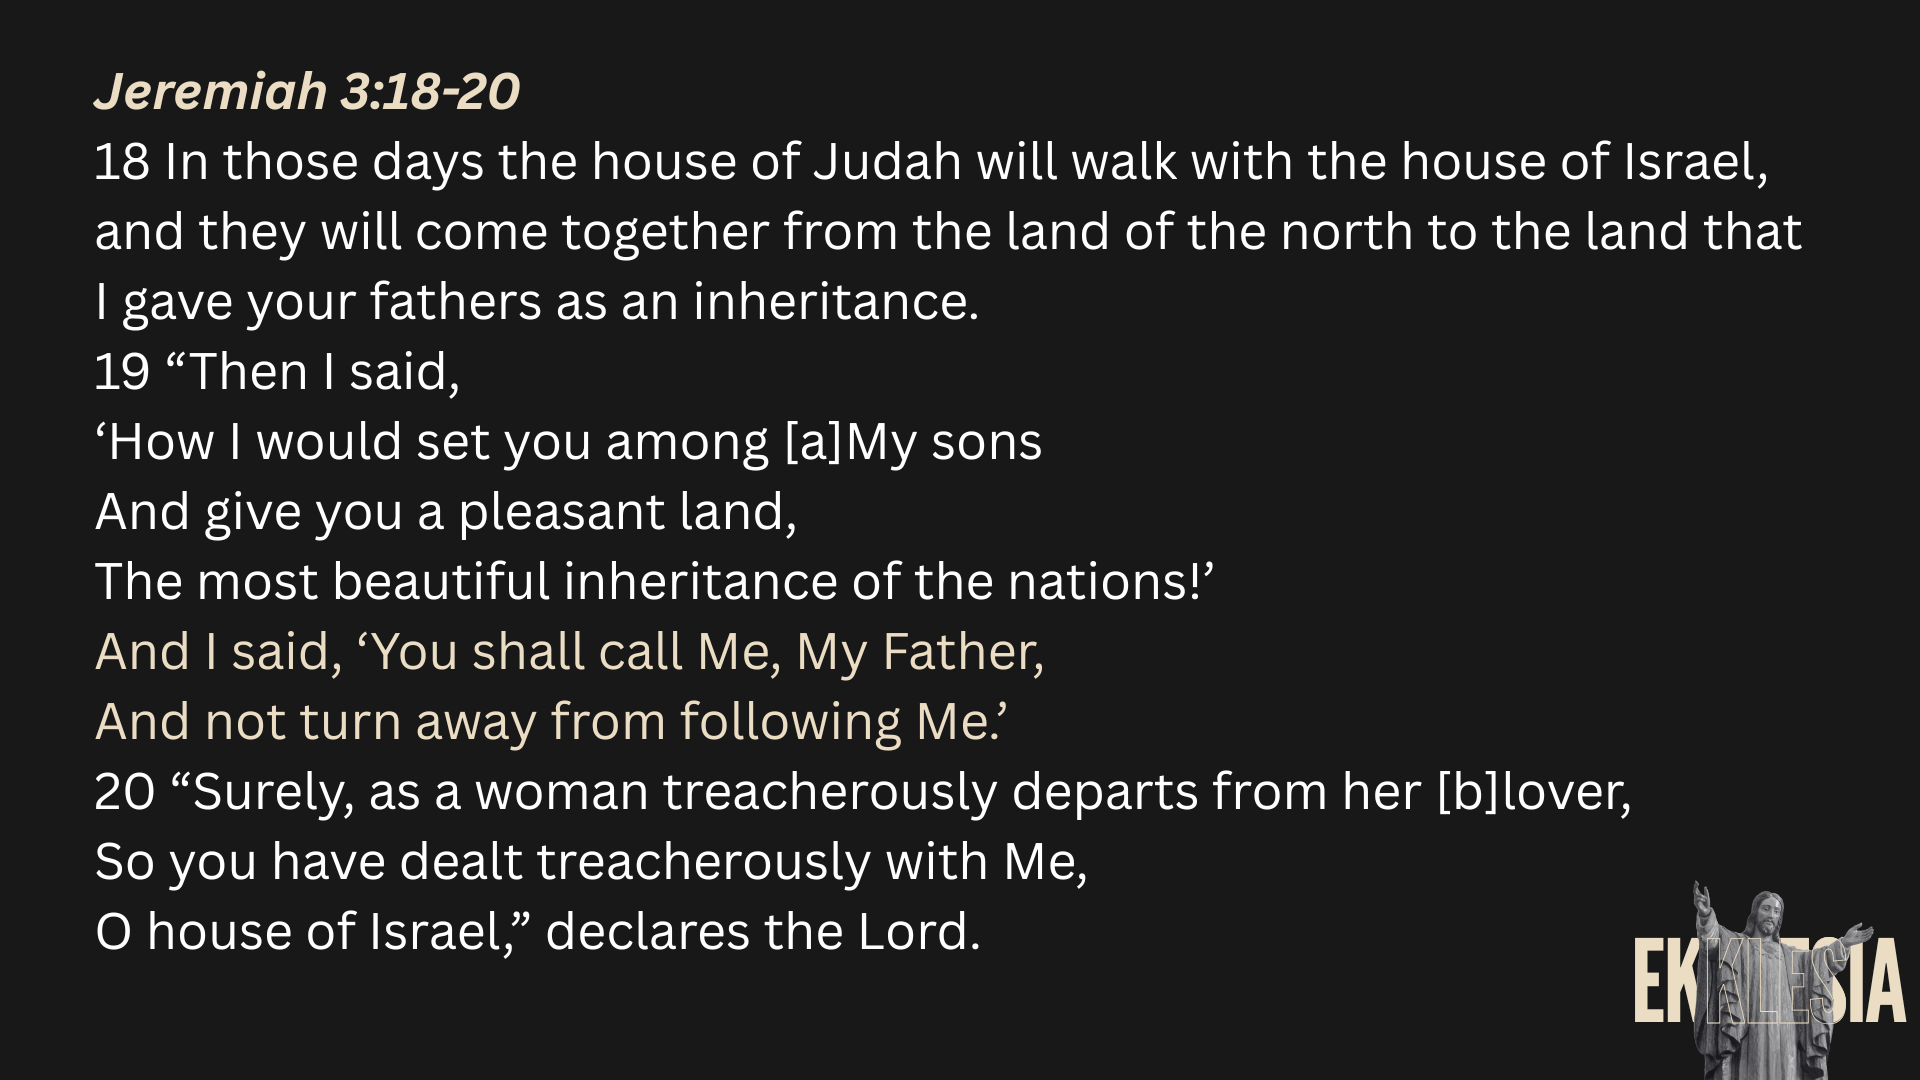 Jeremiah 3:18-20
18 In those days the house of Judah will walk with the house of Israel,
and they will come together from the land of the north to the land that
I gave your fathers as an inheritance.
19 “Then I said,
‘How I would set you among [a]My sons
And give you a pleasant land,
The most beautiful inheritance of the nations!’
And I said, ‘You shall call Me, My Father,
And not turn away from following Me.’
20 “Surely, as a woman treacherously departs from her [b]lover,
So you have dealt treacherously with Me,
O house of Israel,” declares the Lord.
EKKLESIA